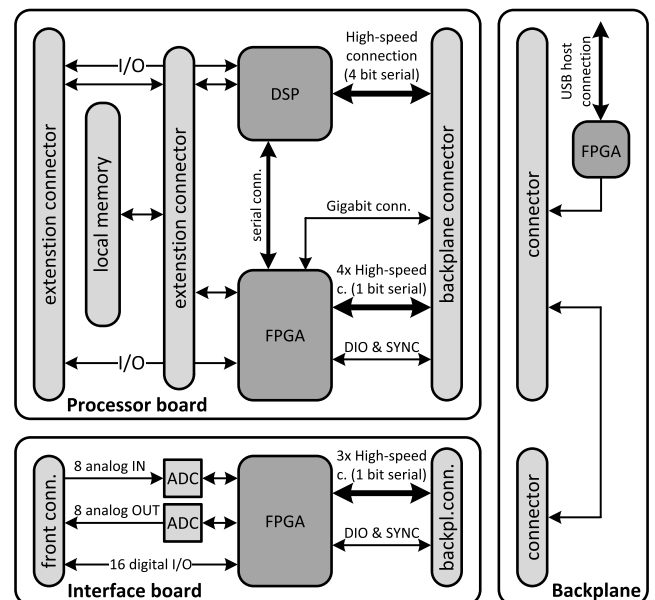 High-speed
connection
(4 bit serial)
I/O
DSP
USB host
connection
FPGA
extenstion connector
local memory
extenstion connector
serial conn.
Gigabit conn.
backplane connector
connector
4x High-speed
c. (1 bit serial)
FPGA
DIO & SYNC
I/O
Processor board
3x High-speed
c. (1 bit serial)
8 analog IN
ADC
front conn.
FPGA
8 analog OUT
ADC
backpl.conn.
connector
DIO & SYNC
16 digital I/O
Interface board
Backplane